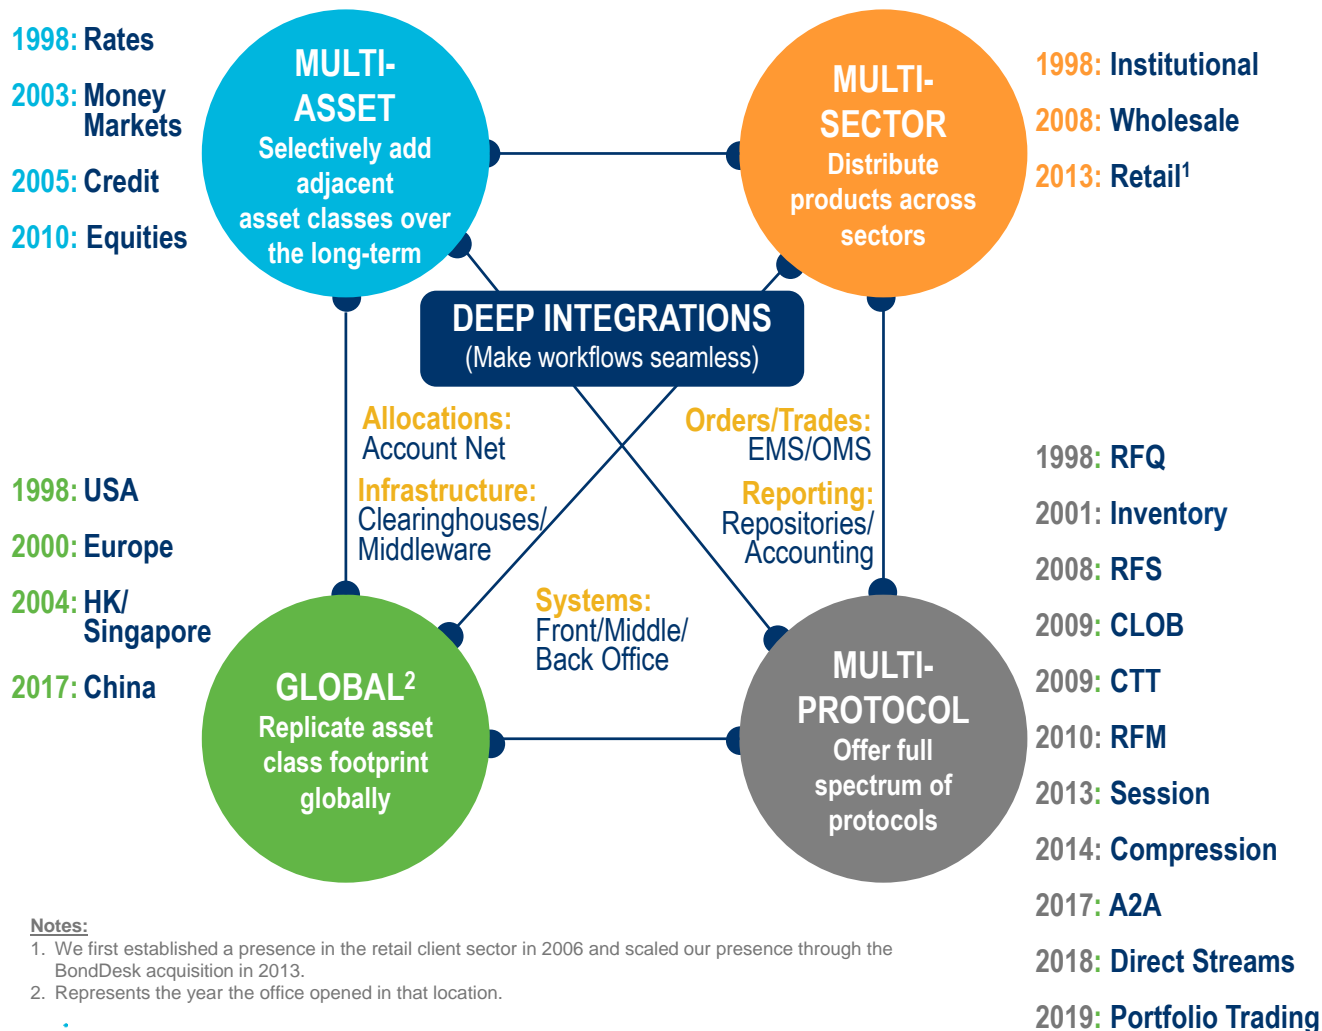 1998: Rates
2003: Money
Markets
2005: Credit
2010: Equities
MULTI-
ASSET
Selectively add
adjacent
asset classes over
the long-term
MULTI-
SECTOR
Distribute
products across
sectors
1998: Institutional
2008: Wholesale
2013: Retail1
DEEP INTEGRATIONS
(Make workflows seamless)
Allocations:
Account Net
Infrastructure:
Clearinghouses/
Middleware
Orders/Trades:
EMS/OMS
Reporting:
Repositories/
Accounting
Systems:
Front/Middle/
Back Office
1998: USA
2000: Europe
2004: HK/
Singapore
2017: China
GLOBAL2
Replicate asset
class footprint
globally
MULTI-
PROTOCOL
Offer full
spectrum of
protocols
1998: RFQ
2001: Inventory
2008: RFS
2009: CLOB
2009: CTT
2010: RFM
2013: Session
2014: Compression
2017: A2A
2018: Direct Streams
2019: Portfolio Trading
Notes:
1. We first established a presence in the retail client sector in 2006 and scaled our presence through the
BondDesk acquisition in 2013.
2. Represents the year the office opened in that location.